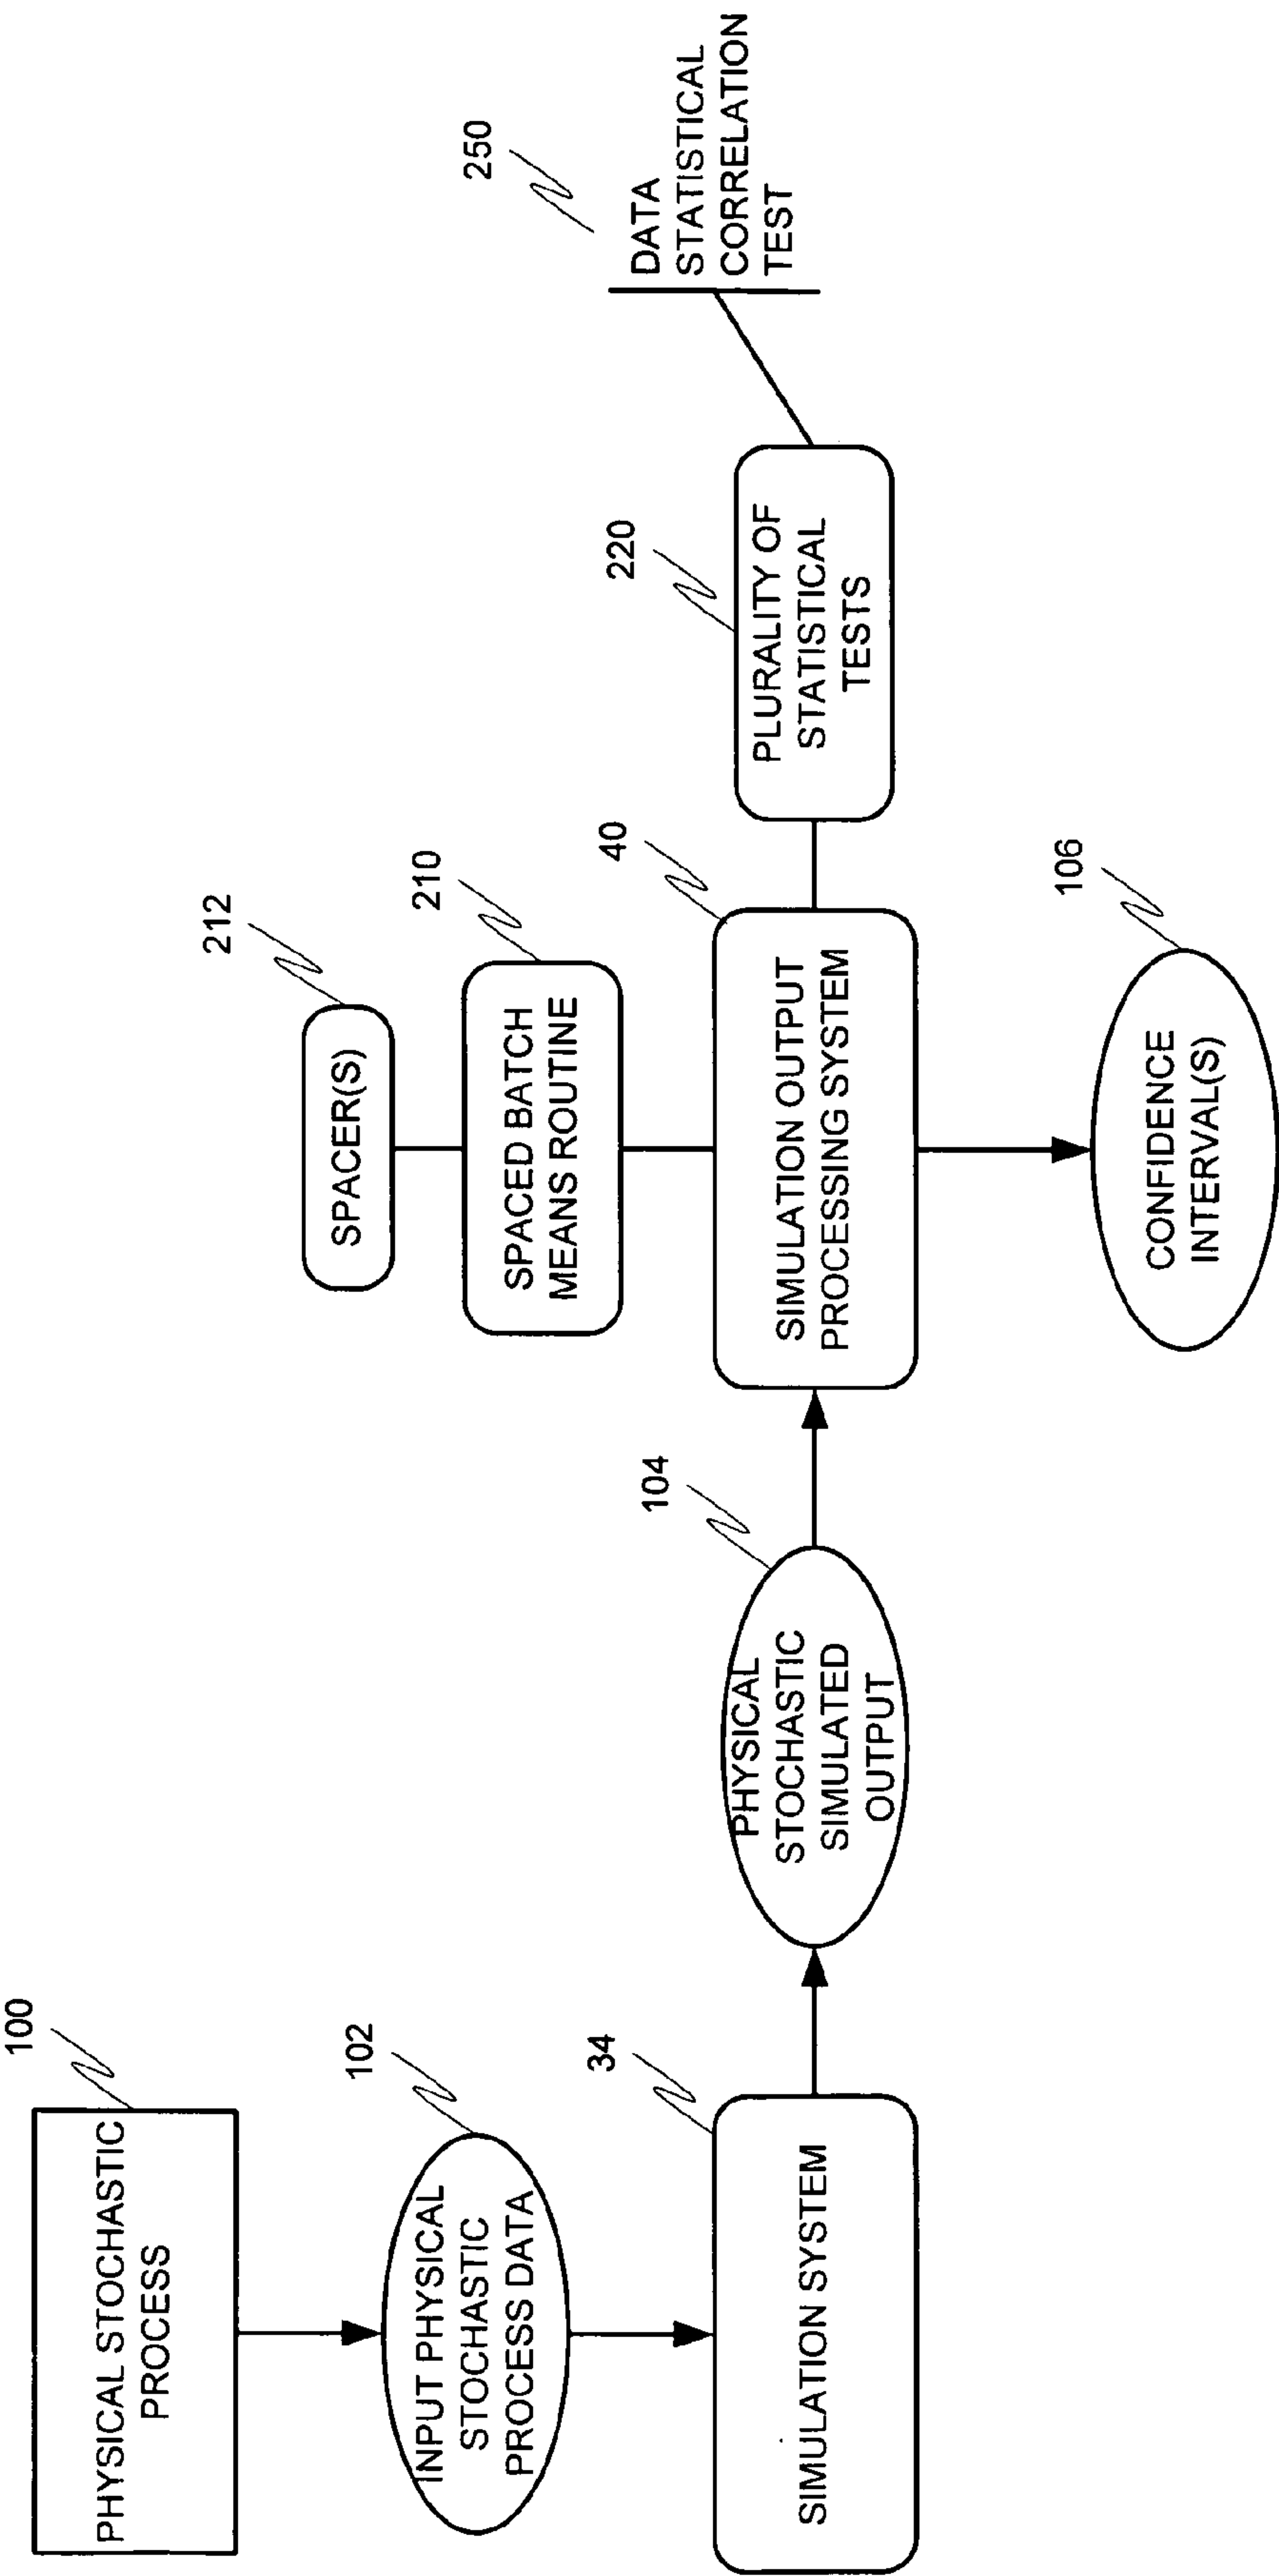 100
PHYSICAL STOCHASTIC
PROCESS
102
INPUT PHYSICAL
STOCHASTIC
PROCESS DATA
34
SIMULATION SYSTEM
104
PHYSICAL
STOCHASTIC
SIMULATED
OUTPUT
212
SPACER(S)
210
SPACED BATCH
MEANS ROUTINE
40
SIMULATION OUTPUT
PROCESSING SYSTEM
106
CONFIDENCE
INTERVAL(S)
220
PLURALITY OF
STATISTICAL
TESTS
250
DATA
STATISTICAL
CORRELATION
TEST